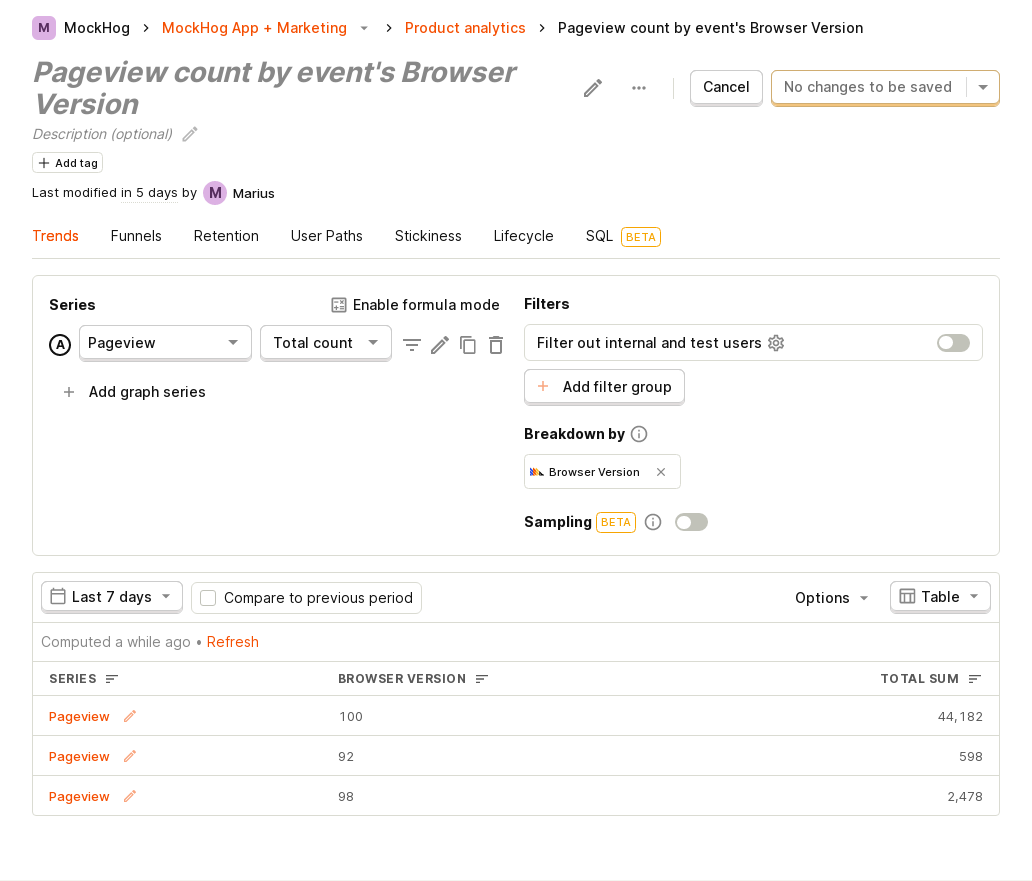 M MockHog MockHog App + Marketing Product analytics Pageview count by event's Browser Version
Pageview count by event's Browser
Version
Cancel
No changes to be saved
Description (optional)
Add tag
Last modified in 5 days by M Marius
Trends Funnels Retention User Paths Stickiness Lifecycle SQL BETA
Series
Enable formula mode
A Pageview Total count
Add graph series
Filters
Filter out internal and test users
Add filter group
Breakdown by
Browser Version
Sampling BETA
Last 7 days Compare to previous period Options Table
Computed a while ago • Refresh
SERIES BROWSER VERSION TOTAL SUM
Pageview 100 44,182
Pageview 92 598
Pageview 98 2,478